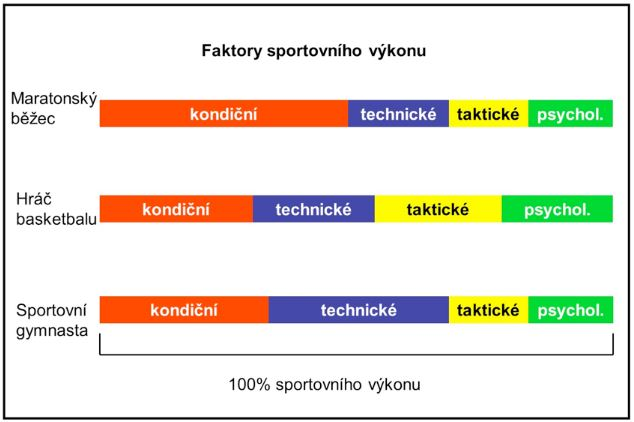 Faktory sportovního výkonu
Maratonský
běžec
kondiční technické taktické psychol.
Hráč
basketbalu
kondiční technické taktické psychol.
Sportovní
gymnasta
kondiční technické taktické psychol.
100% sportovního výkonu